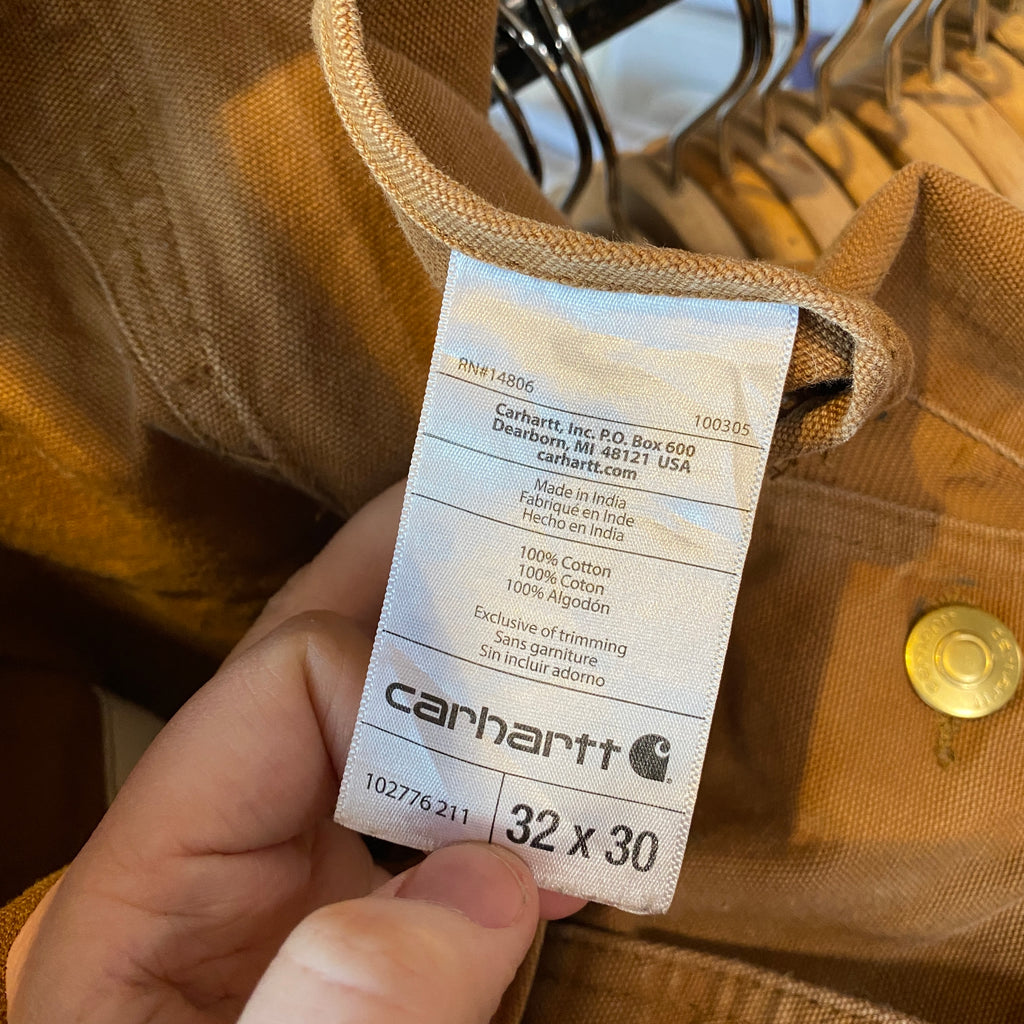 RN#14806
100305
Carhartt, Inc. P.O. Box 600
Dearborn, MI 48121 USA
carhartt.com
Made in India
Fabriqué en Inde
Hecho en India
100% Cotton
100% Coton
100% Algodón
Exclusive of trimming
Sans garniture
Sin incluir adorno
carhartt
102776 211
32 x 30